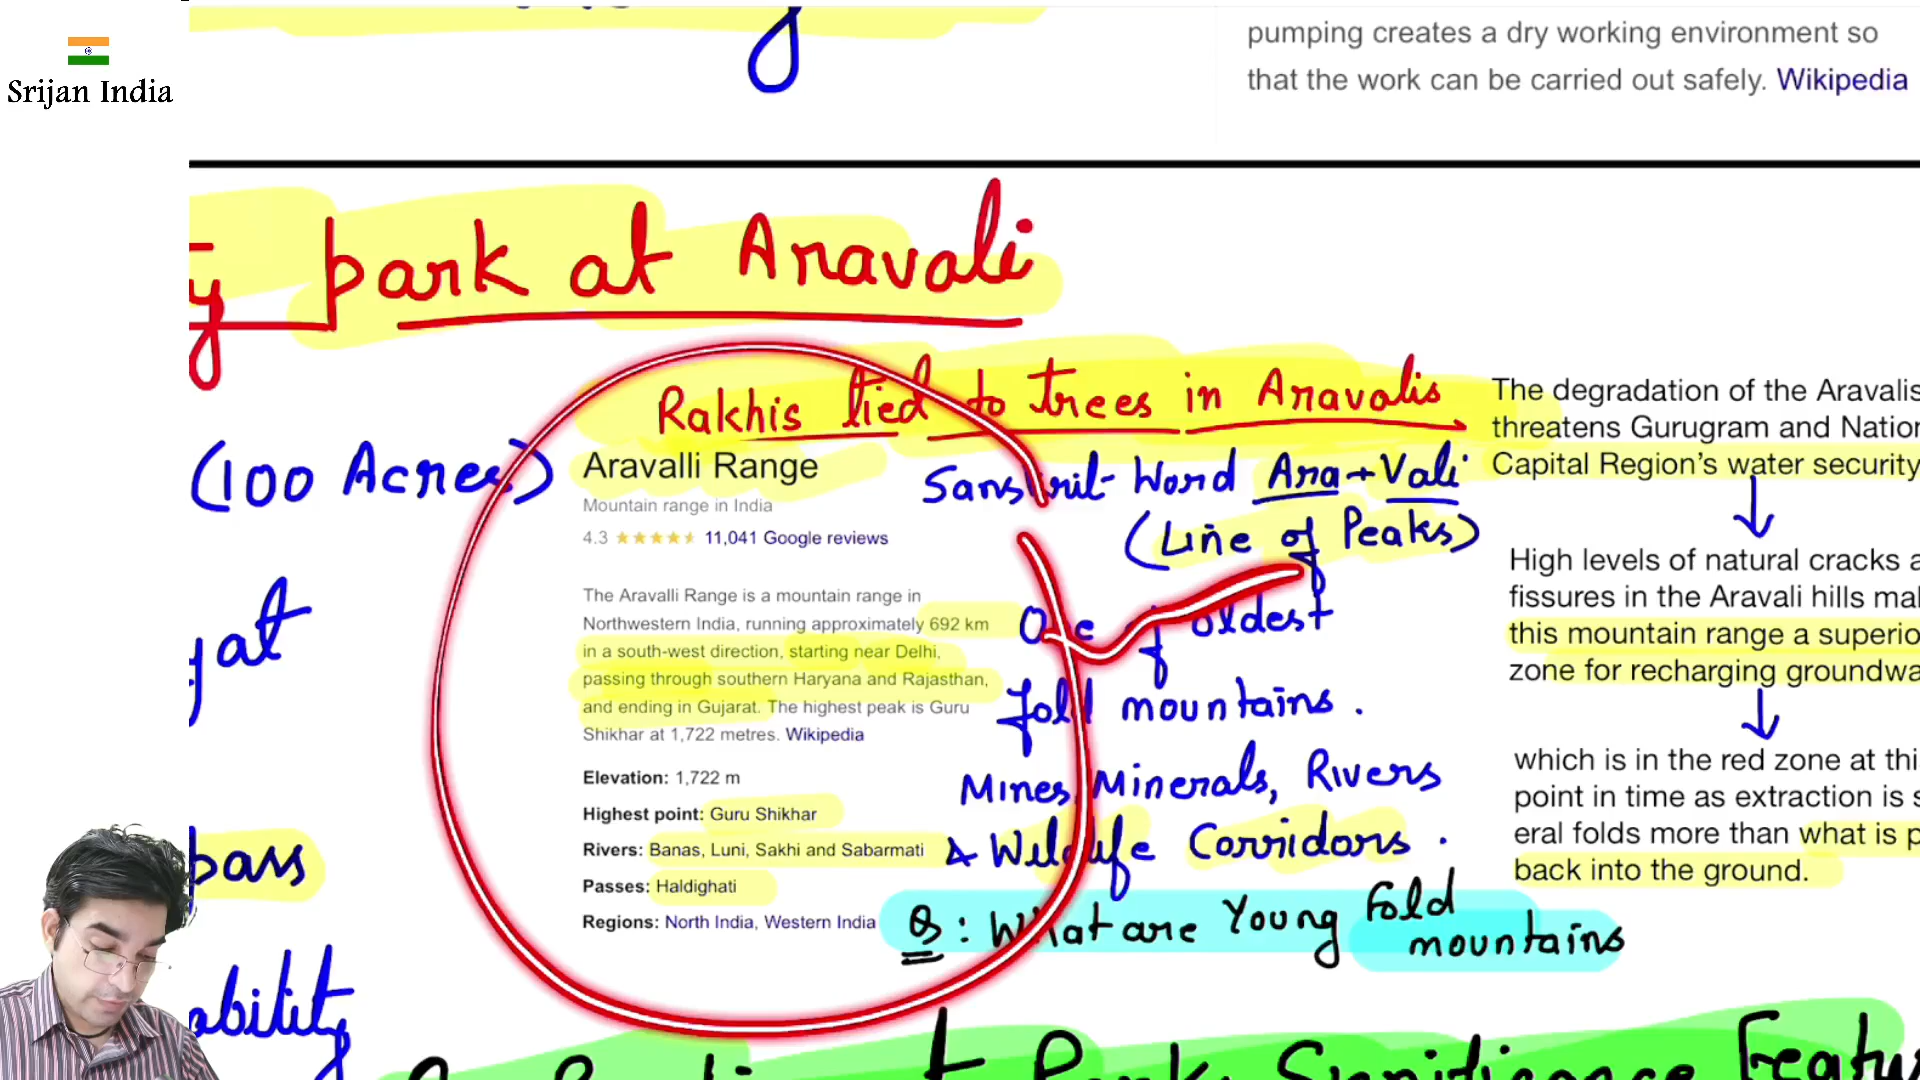 Srijan India
pumping creates a dry working environment so
that the work can be carried out safely. Wikipedia
park at Aravali
Rakhis tied to trees in Aravalis
(100 Acres)
Aravalli Range
Mountain range in India
4.3 ★★★★★ 11,041 Google reviews
The Aravalli Range is a mountain range in
Northwestern India, running approximately 692 km
in a south-west direction, starting near Delhi,
passing through southern Haryana and Rajasthan,
and ending in Gujarat. The highest peak is Guru
Shikhar at 1,722 metres. Wikipedia
Elevation: 1,722 m
Highest point: Guru Shikhar
Rivers: Banas, Luni, Sakhi and Sabarmati
Passes: Haldighati
Regions: North India, Western India
Sanskrit Word Ara + Vali
(Line of Peaks)
One of oldest
fold mountains.
Mines, Minerals, Rivers
& Wildlife Corridors.
Q: What are Young Fold
mountains
The degradation of the Aravalis
threatens Gurugram and Nation
Capital Region's water security
High levels of natural cracks a
fissures in the Aravali hills ma
this mountain range a superio
zone for recharging groundwa
which is in the red zone at thi
point in time as extraction is s
eral folds more than what is p
back into the ground.
yat
pass
ability
Park: Significance